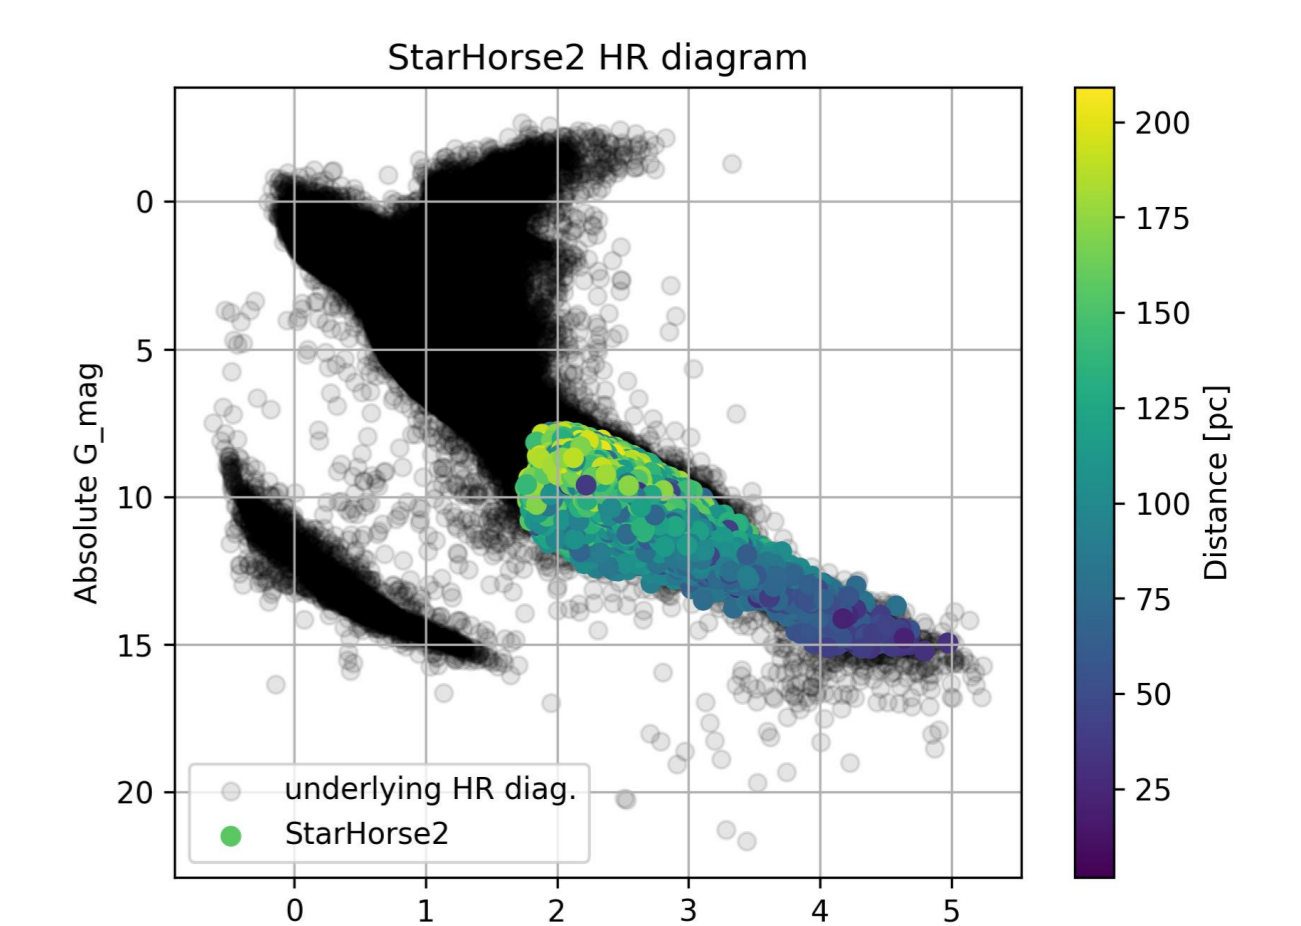 StarHorse2 HR diagram
Absolute G_mag
0
5
10
15
20
0 1 2 3 4 5
underlying HR diag.
StarHorse2
200
175
150
125
100
75
50
25
Distance [pc]